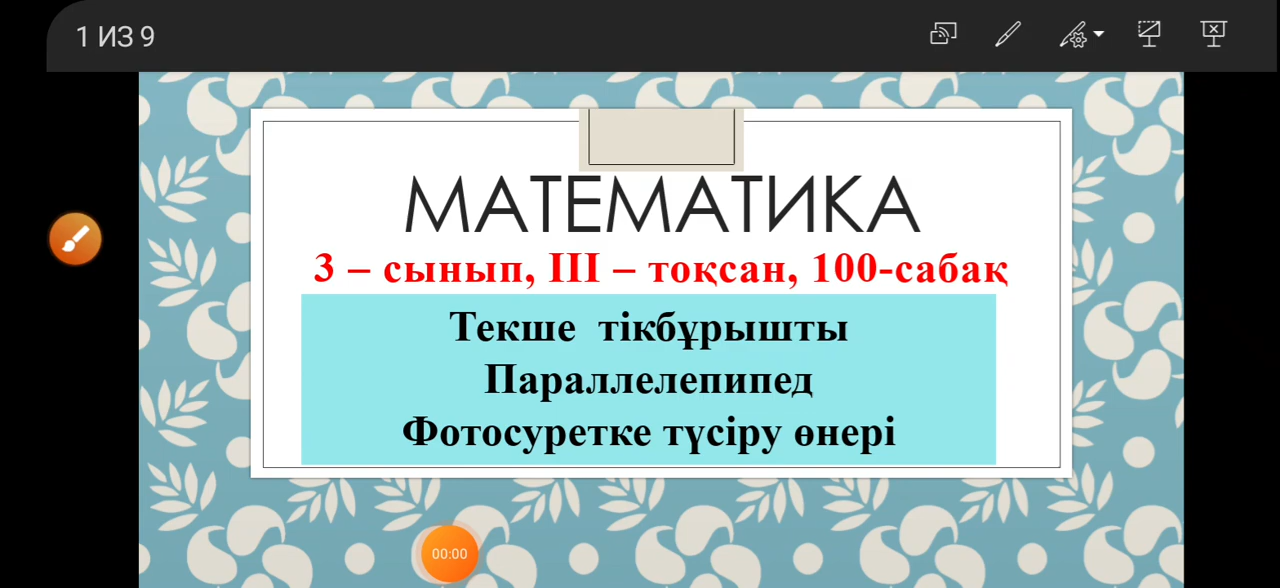 1 ИЗ 9
МАТЕМАТИКА
3 – сынып, III – тоқсан, 100-сабақ
Текше тікбұрышты
Параллелепипед
Фотосуретке түсіру өнері
00:00